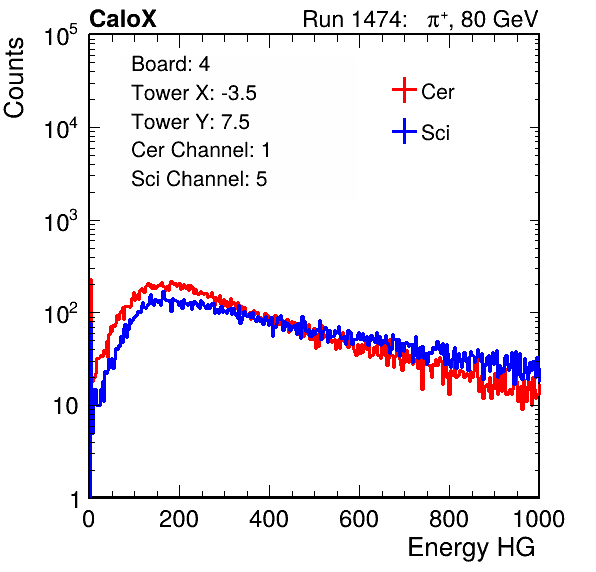 CaloX Run 1474: π⁺, 80 GeV
Counts
10⁵
10⁴
10³
10²
10
1
Board: 4
Tower X: -3.5
Tower Y: 7.5
Cer Channel: 1
Sci Channel: 5
Cer
Sci
0 200 400 600 800 1000
Energy HG